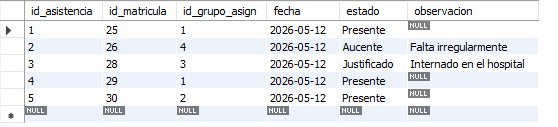 id_asistencia id_matricula id_grupo_asign fecha estado observacion
1 25 1 2026-05-12 Presente NULL
2 26 4 2026-05-12 Aucente Falta irregularmente
3 28 3 2026-05-12 Justificado Internado en el hospital
4 29 1 2026-05-12 Presente NULL
5 30 2 2026-05-12 Presente NULL
NULL NULL NULL NULL NULL NULL